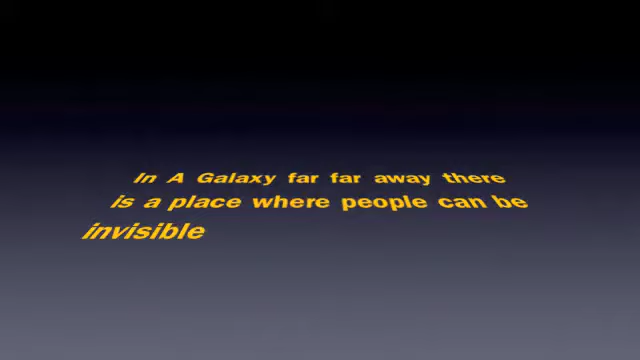 In A Galaxy far far away there
is a place where people can be
invisible